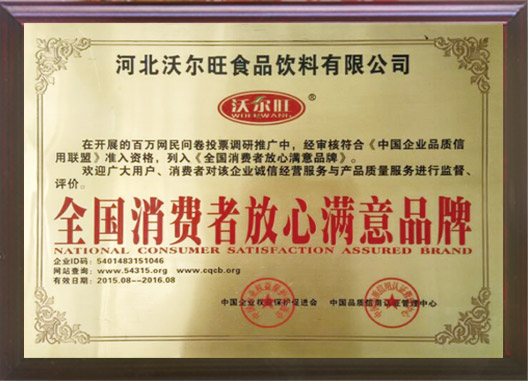 河北沃尔旺食品饮料有限公司
沃尔旺®
WOERWANG
在开展的百万网民问卷投票调研推广中，经审核符合《中国企业品质信
用联盟》准入资格，列入《全国消费者放心满意品牌》。
欢迎广大用户、消费者对该企业诚信经营服务与产品质量服务进行监督、
评价。
全国消费者放心满意品牌
NATIONAL CONSUMER SATISFACTION ASSURED BRAND
企业ID码：5401483151046
网站查询：www.54315.org www.cqcb.org
有效日期：2015.08—2016.08
中国企业权益保护促进会 中国品质信用认证管理中心